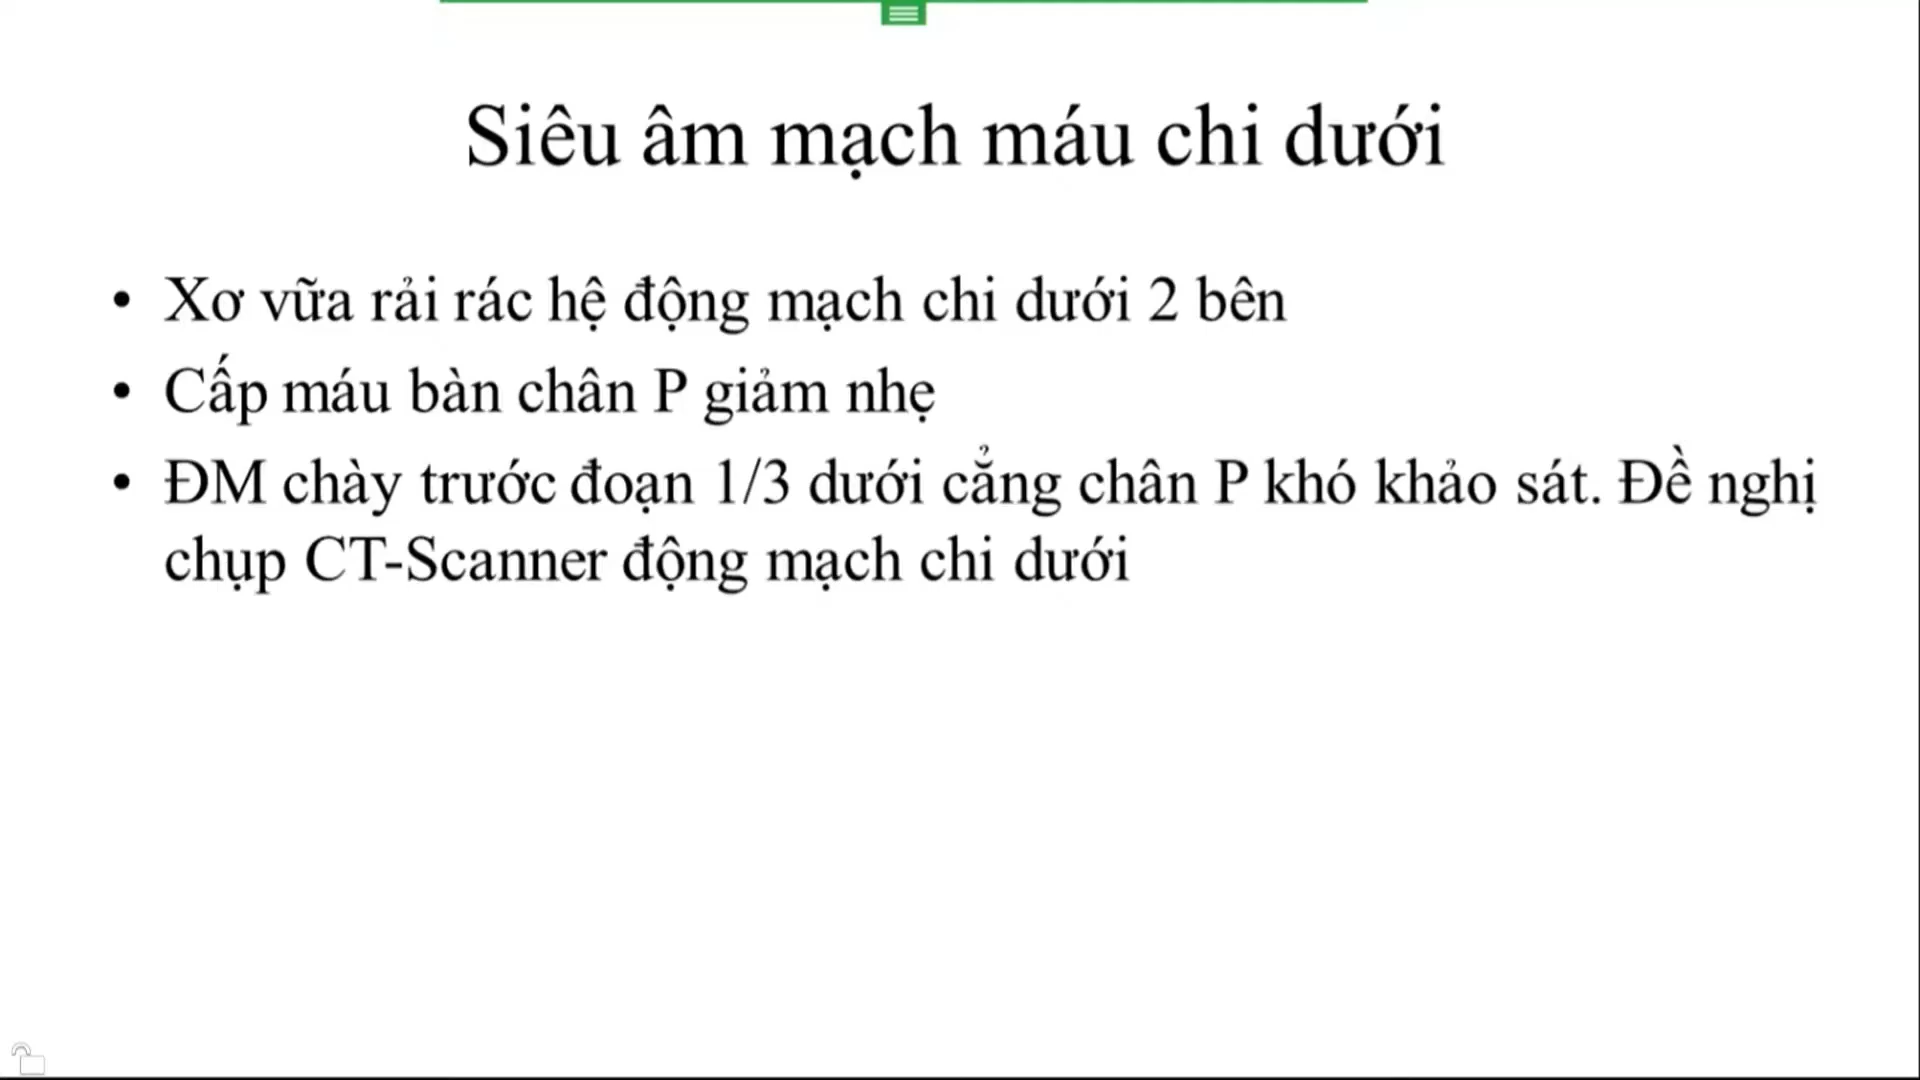 Siêu âm mạch máu chi dưới
• Xơ vữa rải rác hệ động mạch chi dưới 2 bên
• Cấp máu bàn chân P giảm nhẹ
• ĐM chày trước đoạn 1/3 dưới cẳng chân P khó khảo sát. Đề nghị
chụp CT-Scanner động mạch chi dưới